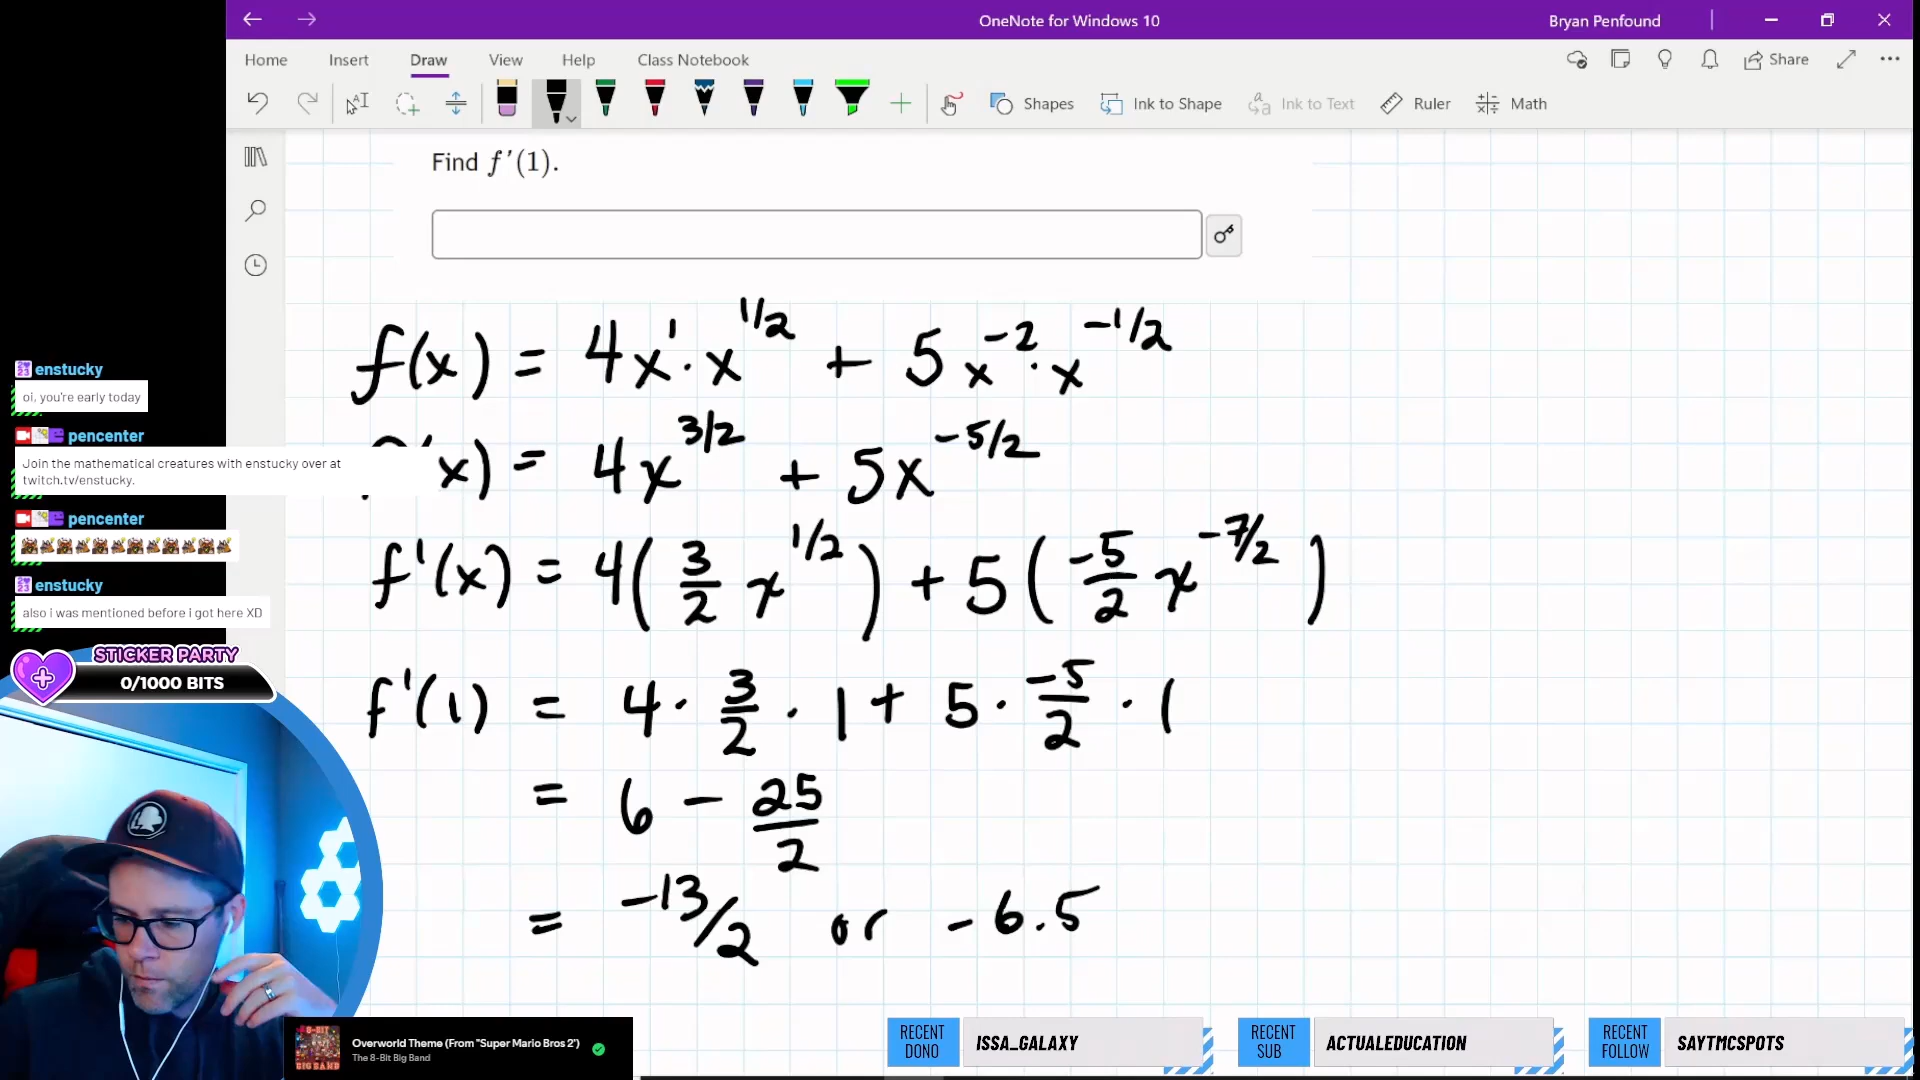 OneNote for Windows 10
Bryan Penfound
Home Insert Draw View Help Class Notebook
Share
Shapes Ink to Shape Ink to Text Ruler Math
Find f′(1).
f(x) = 4x¹·x^1/2 + 5x^-2·x^-1/2
x) = 4x^3/2 + 5x^-5/2
f'(x) = 4(3/2 x^1/2) + 5(-5/2 x^-7/2)
f'(1) = 4·3/2·1 + 5·-5/2·1
= 6 - 25/2
= -13/2 or -6.5
enstucky
oi, you're early today
pencenter
Join the mathematical creatures with enstucky over at
twitch.tv/enstucky.
pencenter
enstucky
also i was mentioned before i got here XD
STICKER PARTY
0/1000 BITS
Overworld Theme (From "Super Mario Bros 2")
The 8-Bit Big Band
RECENT
DONO
ISSA_GALAXY
RECENT
SUB
ACTUALEDUCATION
RECENT
FOLLOW
SAYTMCSPOTS